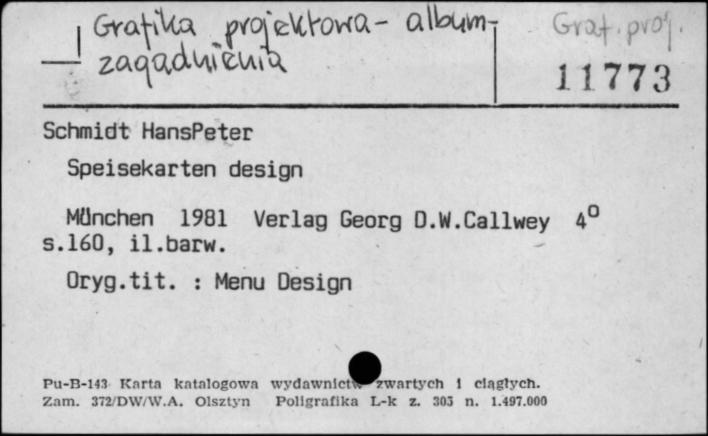 Grafika projektowa - album-
zagadnienia
Graf. proj.
11773
Schmidt HansPeter
Speisekarten design
München 1981 Verlag Georg D.W.Callwey 4⁰
s.160, il.barw.
Oryg.tit. : Menu Design
Pu-B-143 Karta katalogowa wydawnictw zwartych i ciągłych.
Zam. 372/DW/W.A. Olsztyn Poligrafika L-k z. 305 n. 1.497.000